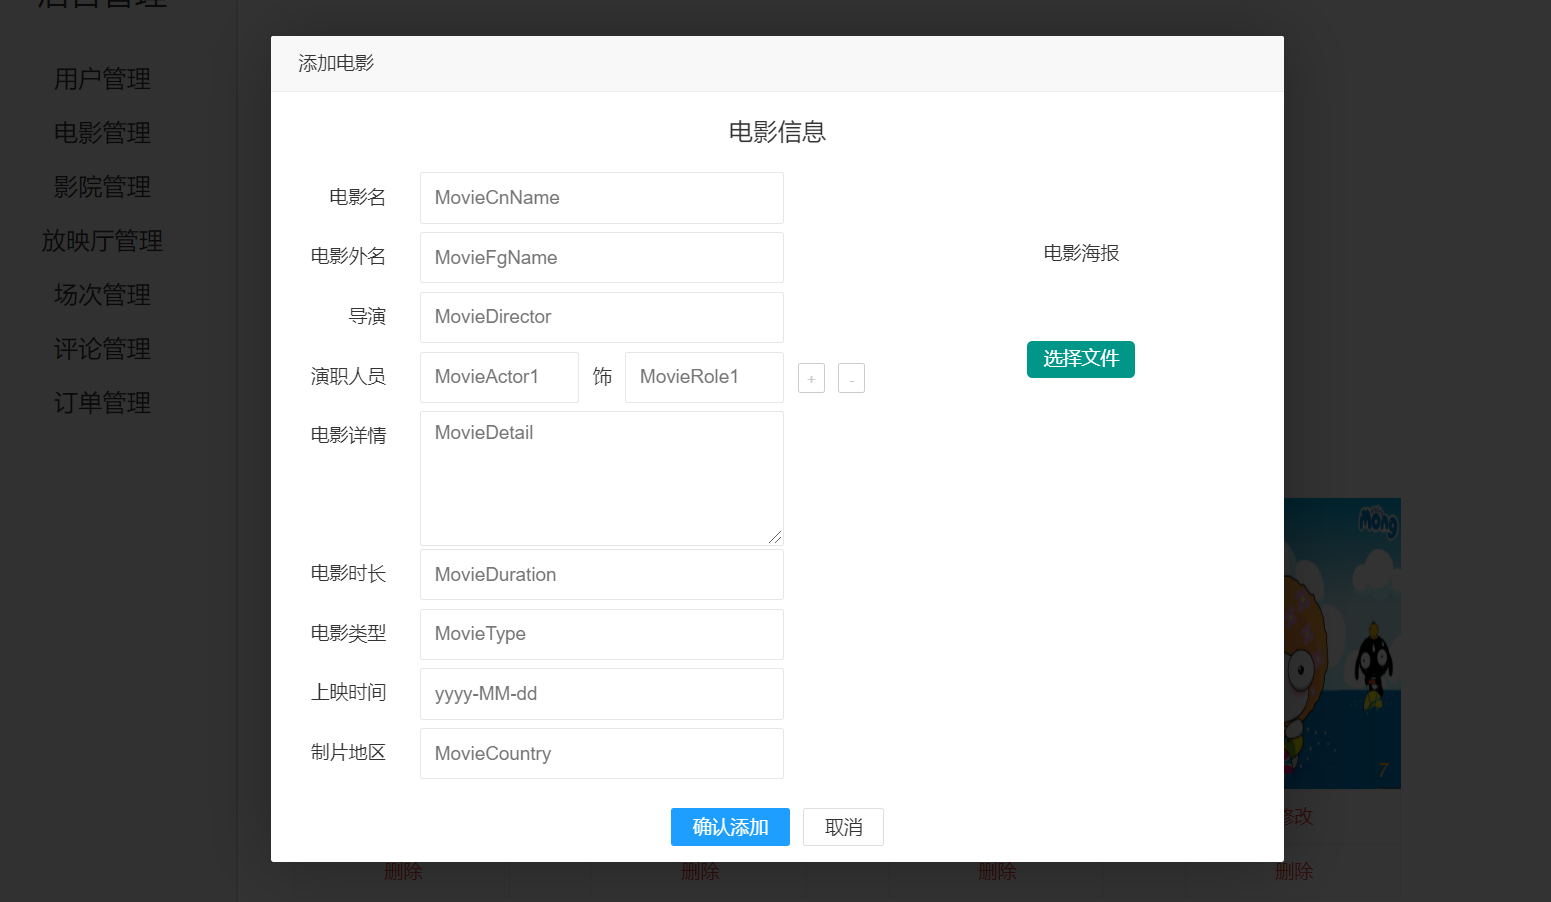 后台管理
用户管理
电影管理
影院管理
放映厅管理
场次管理
评论管理
订单管理
添加电影
电影信息
电影名 MovieCnName
电影外名 MovieFgName
导演 MovieDirector
演职人员 MovieActor1 饰 MovieRole1 + -
电影详情 MovieDetail
电影时长 MovieDuration
电影类型 MovieType
上映时间 yyyy-MM-dd
制片地区 MovieCountry
电影海报
选择文件
确认添加 取消
Mong
7
修改
删除 删除 删除 删除